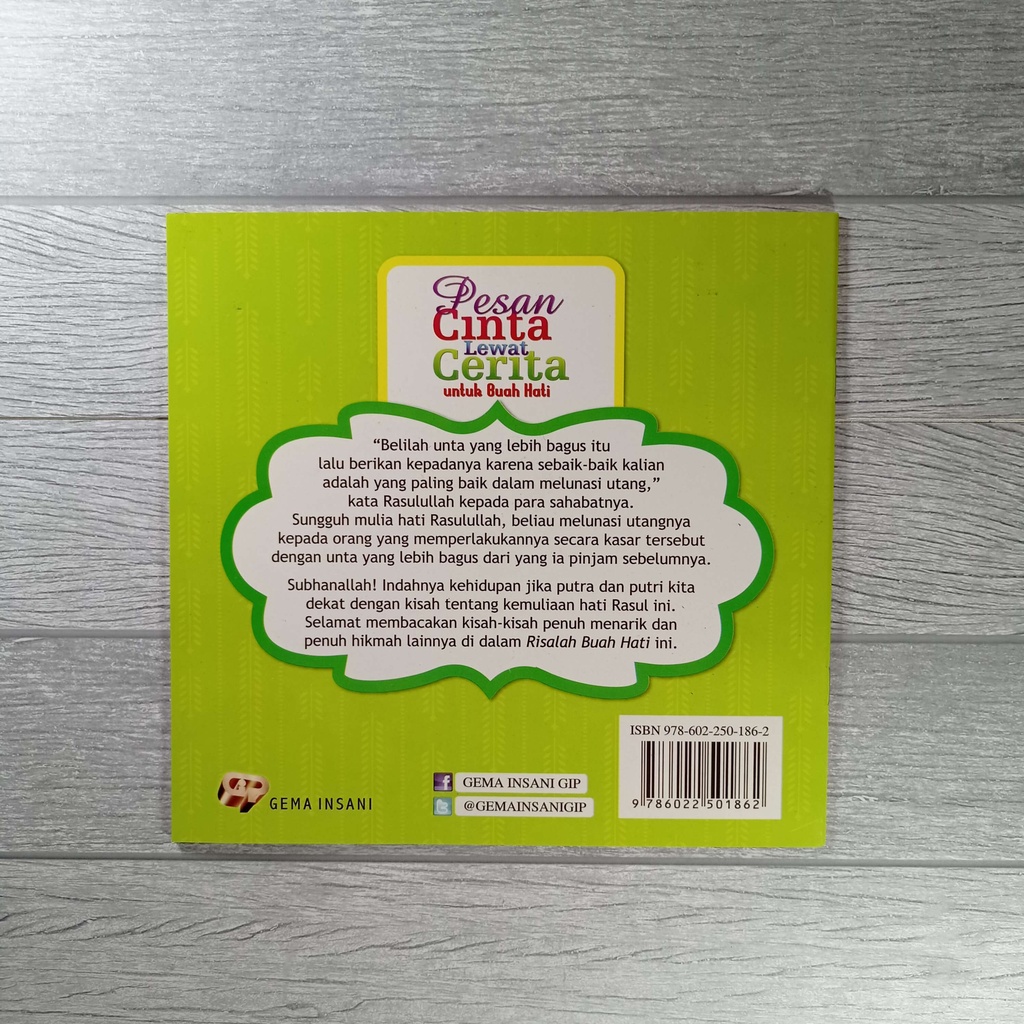 Pesan
Cinta
Lewat
Cerita
untuk Buah Hati
“Belilah unta yang lebih bagus itu
lalu berikan kepadanya karena sebaik-baik kalian
adalah yang paling baik dalam melunasi utang,”
kata Rasulullah kepada para sahabatnya.
Sungguh mulia hati Rasulullah, beliau melunasi utangnya
kepada orang yang memperlakukannya secara kasar tersebut
dengan unta yang lebih bagus dari yang ia pinjam sebelumnya.
Subhanallah! Indahnya kehidupan jika putra dan putri kita
dekat dengan kisah tentang kemuliaan hati Rasul ini.
Selamat membacakan kisah-kisah penuh menarik dan
penuh hikmah lainnya di dalam Risalah Buah Hati ini.
ISBN 978-602-250-186-2
9 786022 501862
GEMA INSANI
f GEMA INSANI GIP
@GEMAINSANIGIP